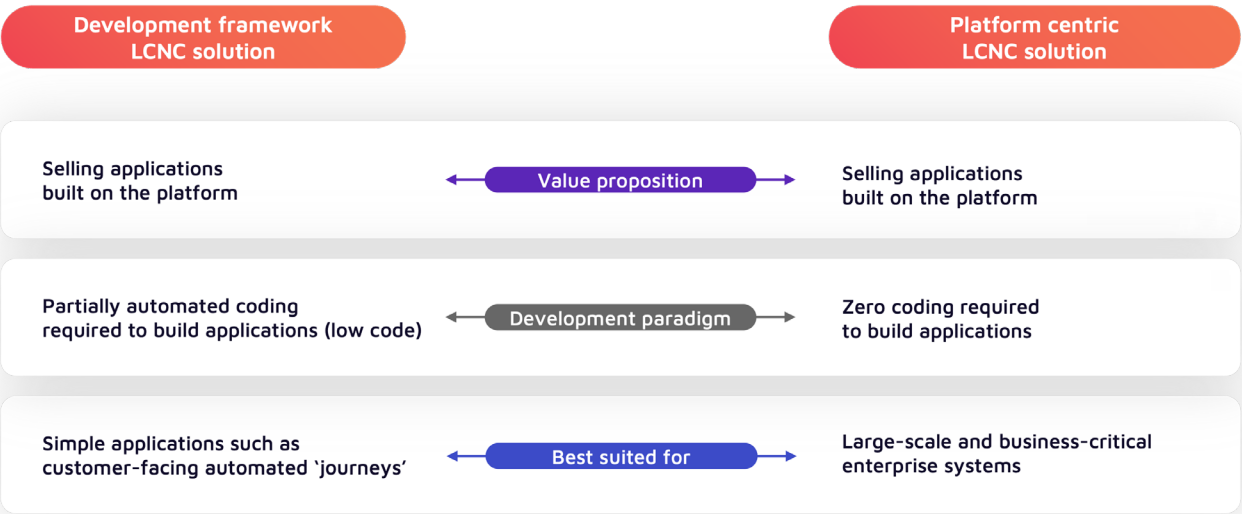 Development framework
LCNC solution
Platform centric
LCNC solution
Selling applications
built on the platform
Value proposition
Selling applications
built on the platform
Partially automated coding
required to build applications (low code)
Development paradigm
Zero coding required
to build applications
Simple applications such as
customer-facing automated ‘journeys’
Best suited for
Large-scale and business-critical
enterprise systems